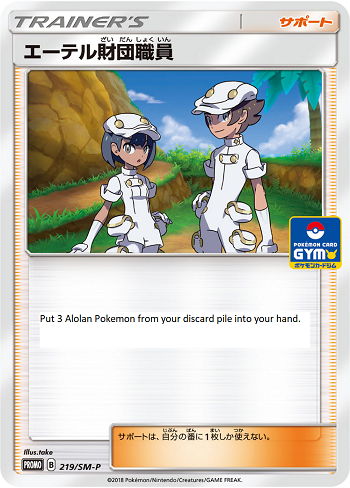 TRAINER'S
サポート
ざいだんしょくいん
エーテル財団職員
POKÉMON CARD
GYM
ポケモンカードジム
Put 3 Alolan Pokemon from your discard pile into your hand.
じぶん ばん まい つか
サポートは、自分の番に1枚しか使えない。
Illus.take
PROMO B 219/SM-P
©2018 Pokémon/Nintendo/Creatures/GAME FREAK.